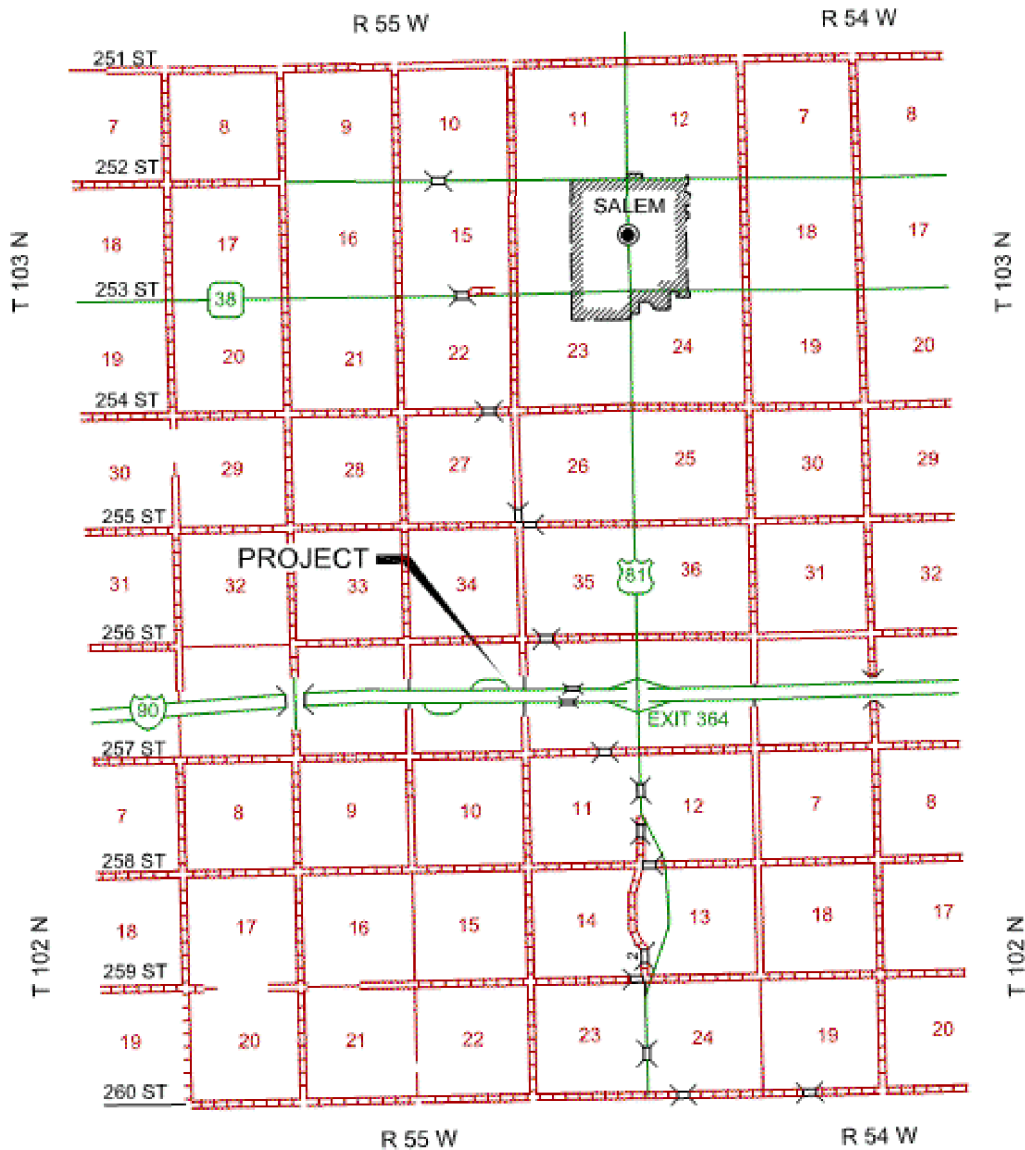 R 55 W R 54 W
251 ST
7 8 9 10 11 12 7 8
252 ST
SALEM
18 17 16 15 18 17
T 103 N T 103 N
253 ST 38
19 20 21 22 23 24 19 20
254 ST
30 29 28 27 26 25 30 29
255 ST
PROJECT
31 32 33 34 35 81 36 31 32
256 ST
90 EXIT 364
257 ST
7 8 9 10 11 12 7 8
258 ST
18 17 16 15 14 13 18 17
T 102 N T 102 N
259 ST 2
19 20 21 22 23 24 19 20
260 ST
R 55 W R 54 W